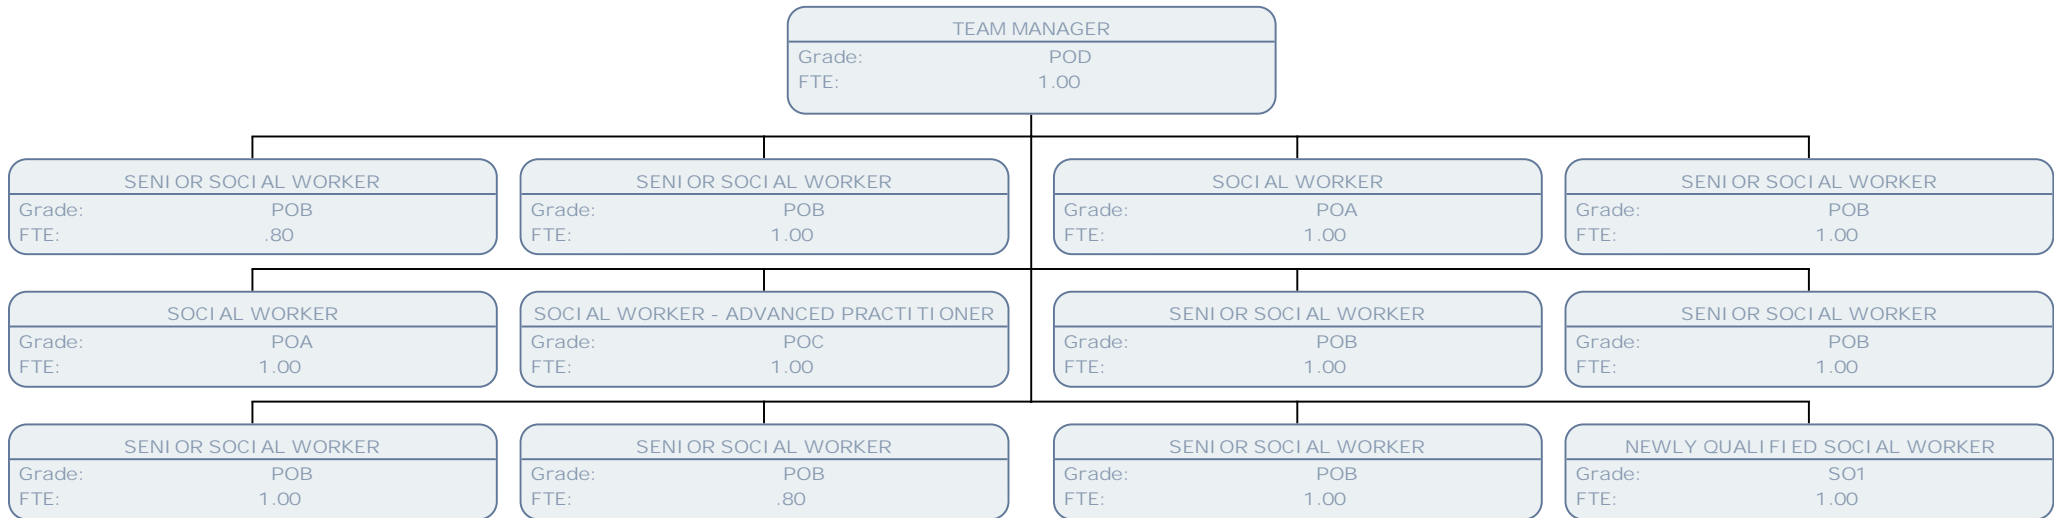 TEAM MANAGER
Grade: POD
FTE: 1.00
SENIOR SOCIAL WORKER
Grade: POB
FTE: .80
SENIOR SOCIAL WORKER
Grade: POB
FTE: 1.00
SOCIAL WORKER
Grade: POA
FTE: 1.00
SENIOR SOCIAL WORKER
Grade: POB
FTE: 1.00
SOCIAL WORKER
Grade: POA
FTE: 1.00
SOCIAL WORKER - ADVANCED PRACTITIONER
Grade: POC
FTE: 1.00
SENIOR SOCIAL WORKER
Grade: POB
FTE: 1.00
SENIOR SOCIAL WORKER
Grade: POB
FTE: 1.00
SENIOR SOCIAL WORKER
Grade: POB
FTE: 1.00
SENIOR SOCIAL WORKER
Grade: POB
FTE: .80
SENIOR SOCIAL WORKER
Grade: POB
FTE: 1.00
NEWLY QUALIFIED SOCIAL WORKER
Grade: SO1
FTE: 1.00